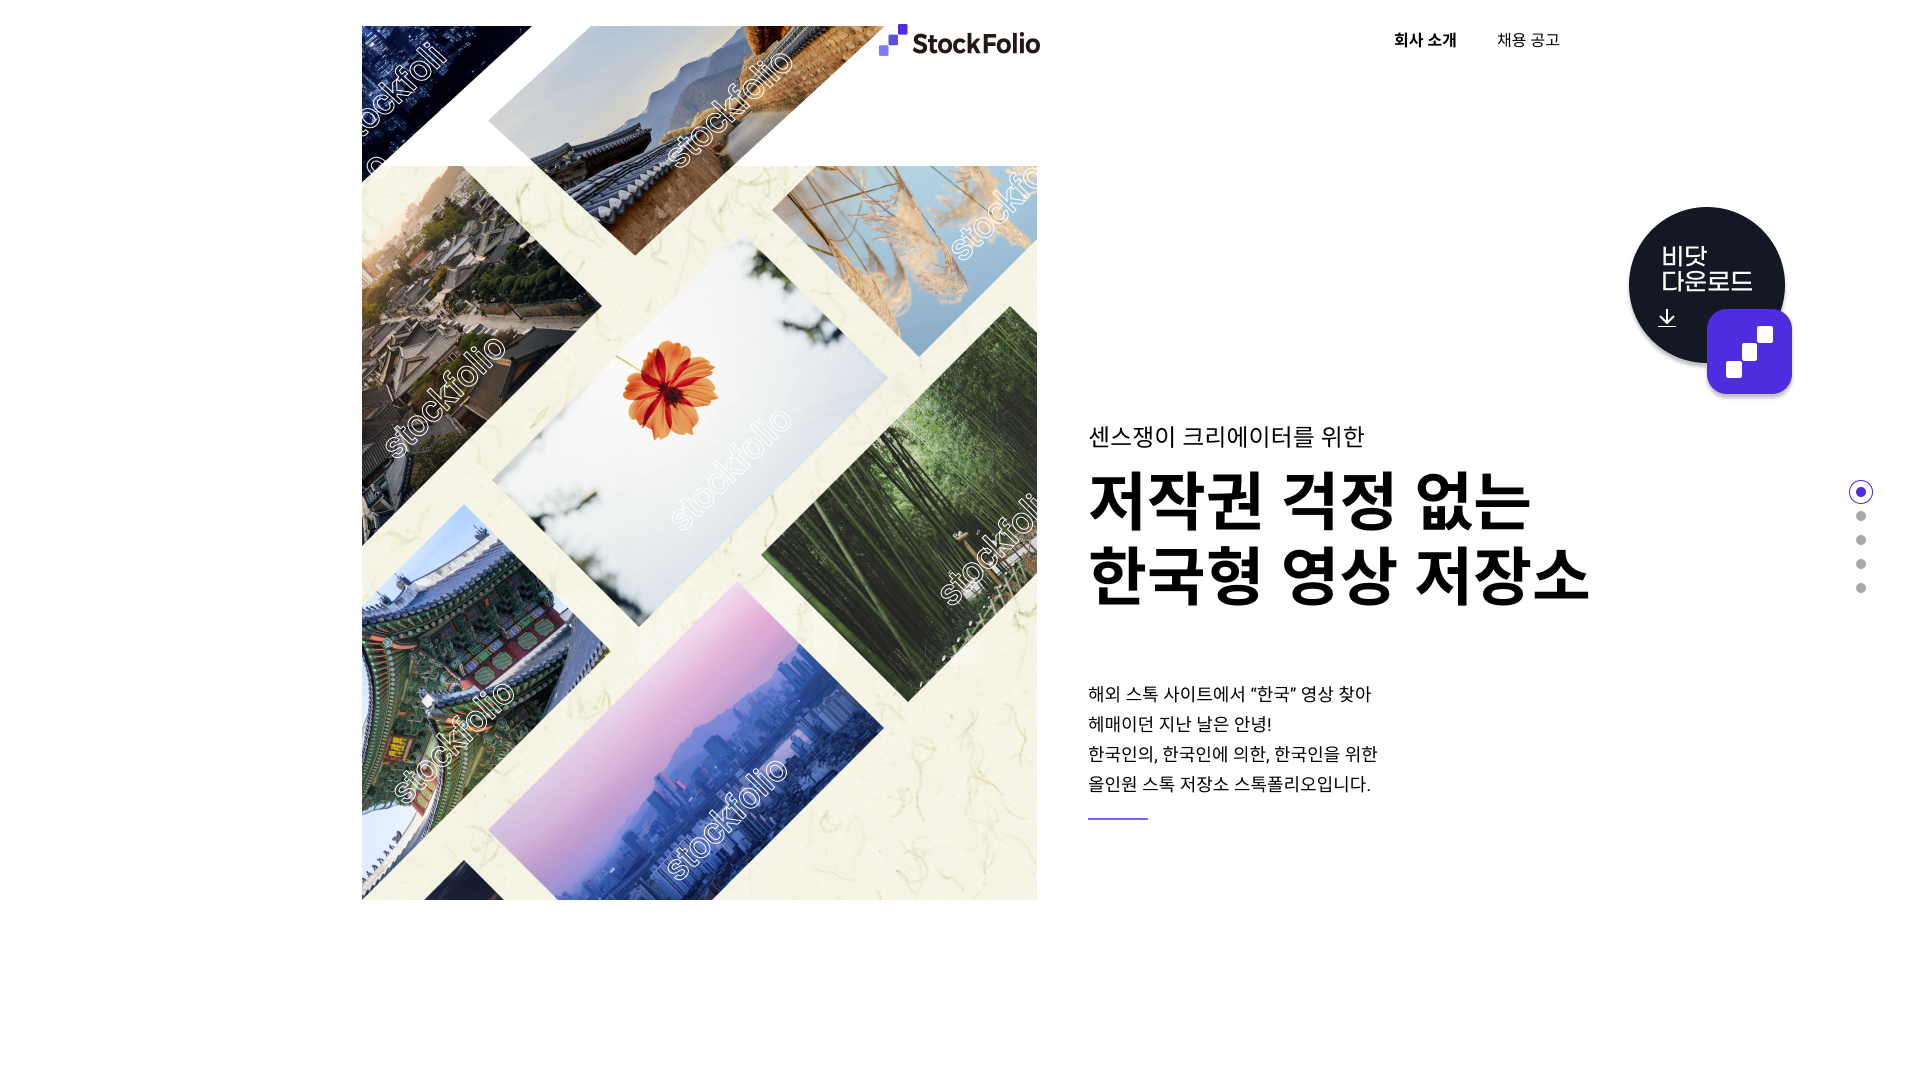 StockFolio
회사 소개
채용 공고
stockfoli
o
stockfolio
stockfo
stockfolio
stockfolio
stockfolio
stockfolio
stockfolio
비닷
다운로드
센스쟁이 크리에이터를 위한
저작권 걱정 없는
한국형 영상 저장소
해외 스톡 사이트에서 “한국” 영상 찾아
헤매이던 지난 날은 안녕!
한국인의, 한국인에 의한, 한국인을 위한
올인원 스톡 저장소 스톡폴리오입니다.